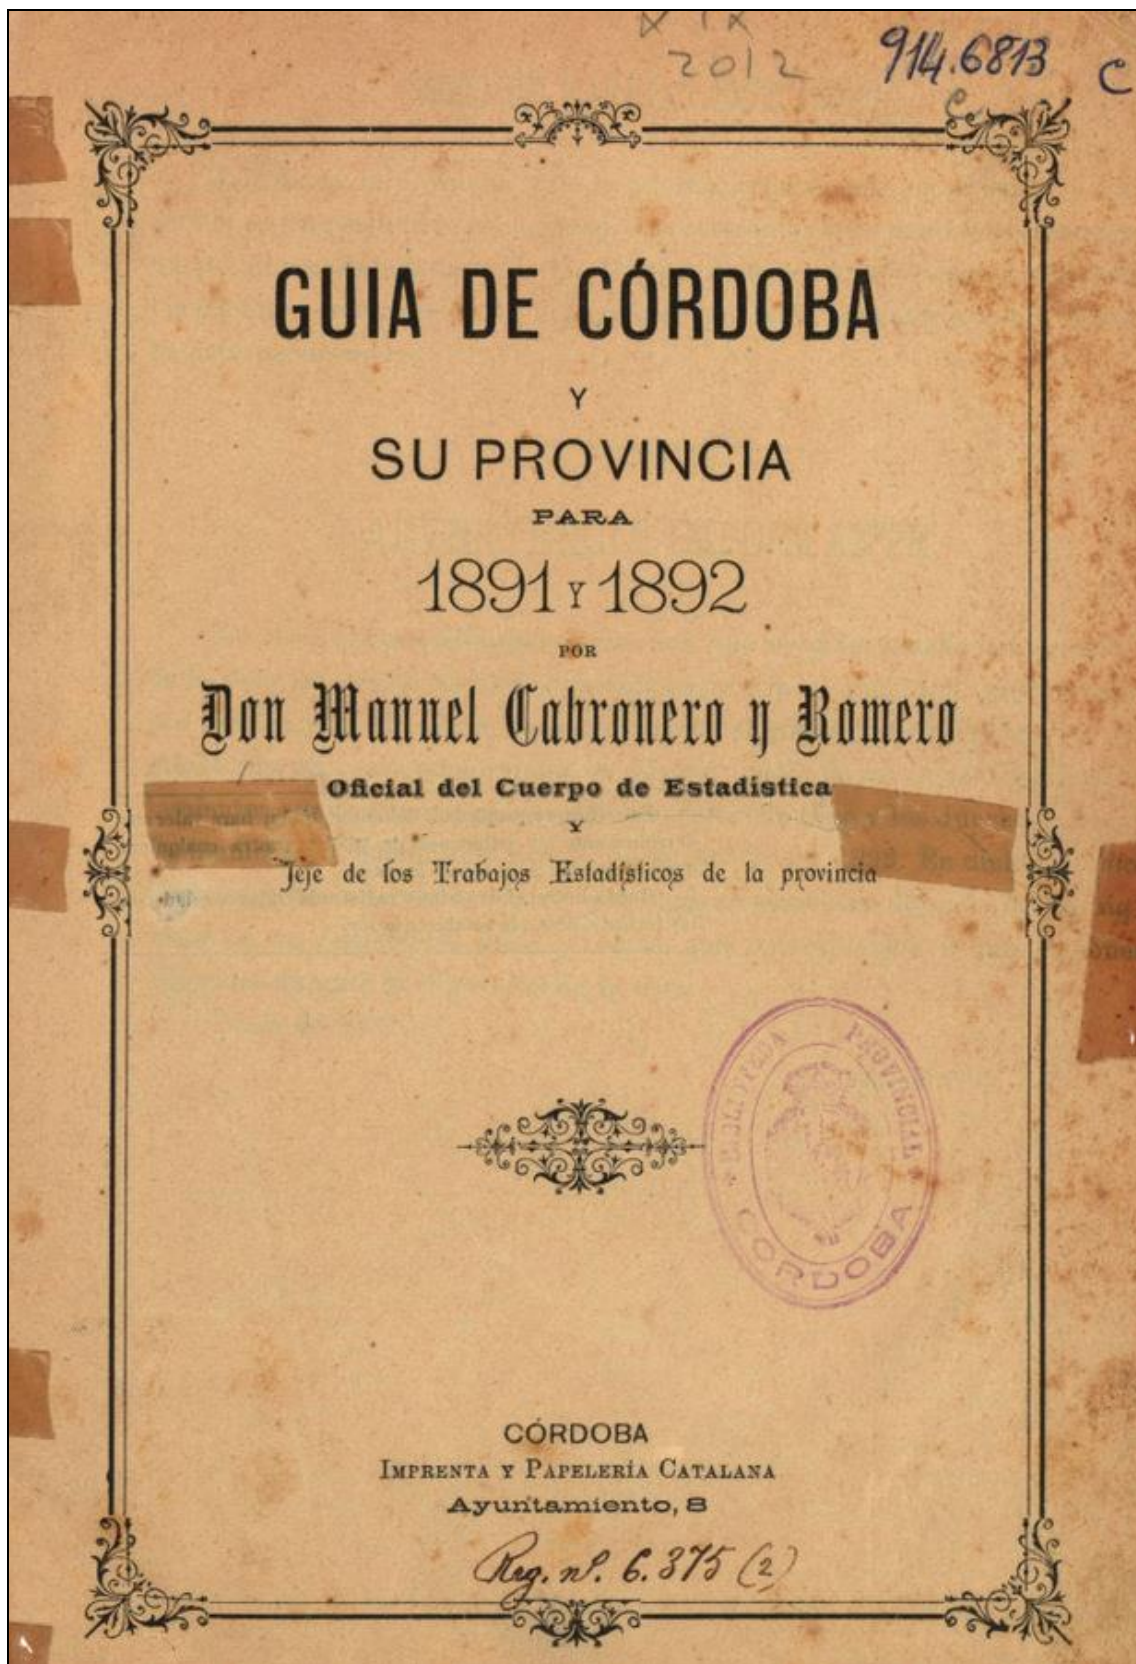 XIX
2012
914.6813
C
C
GUIA DE CÓRDOBA
Y
SU PROVINCIA
PARA
1891 Y 1892
POR
Don Manuel Cabronero y Romero
Oficial del Cuerpo de Estadística
Y
Jefe de los Trabajos Estadísticos de la provincia
BIBLIOTECA PROVINCIAL
CORDOBA
CÓRDOBA
IMPRENTA Y PAPELERÍA CATALANA
Ayuntamiento, 8
Reg. nº. 6.375 (2)